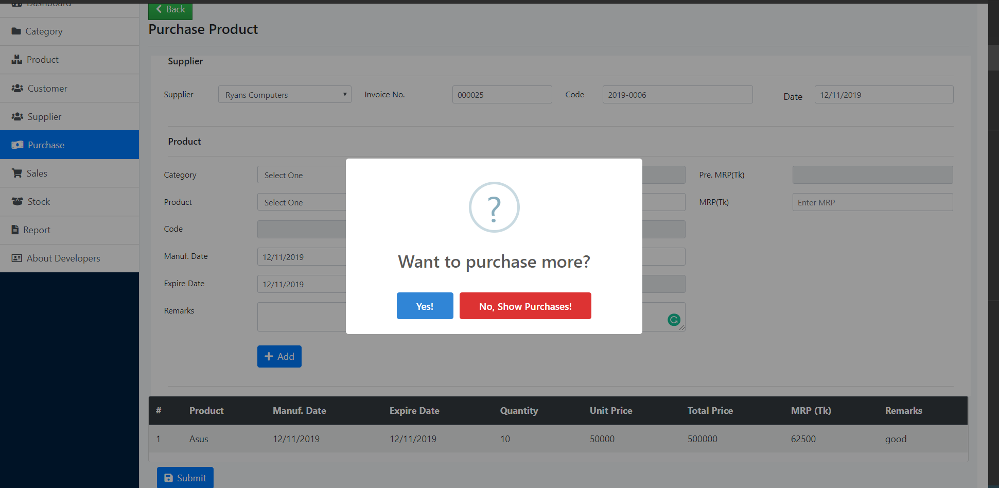 Dashboard
Category
Product
Customer
Supplier
Purchase
Sales
Stock
Report
About Developers
Back
Purchase Product
Supplier
Supplier Ryans Computers Invoice No. 000025 Code 2019-0006 Date 12/11/2019
Product
Category Select One Pre. MRP(Tk)
Product Select One MRP(Tk) Enter MRP
Code
Manuf. Date 12/11/2019
Expire Date 12/11/2019
Remarks
Add
?
Want to purchase more?
Yes! No, Show Purchases!
# Product Manuf. Date Expire Date Quantity Unit Price Total Price MRP (Tk) Remarks
1 Asus 12/11/2019 12/11/2019 10 50000 500000 62500 good
Submit